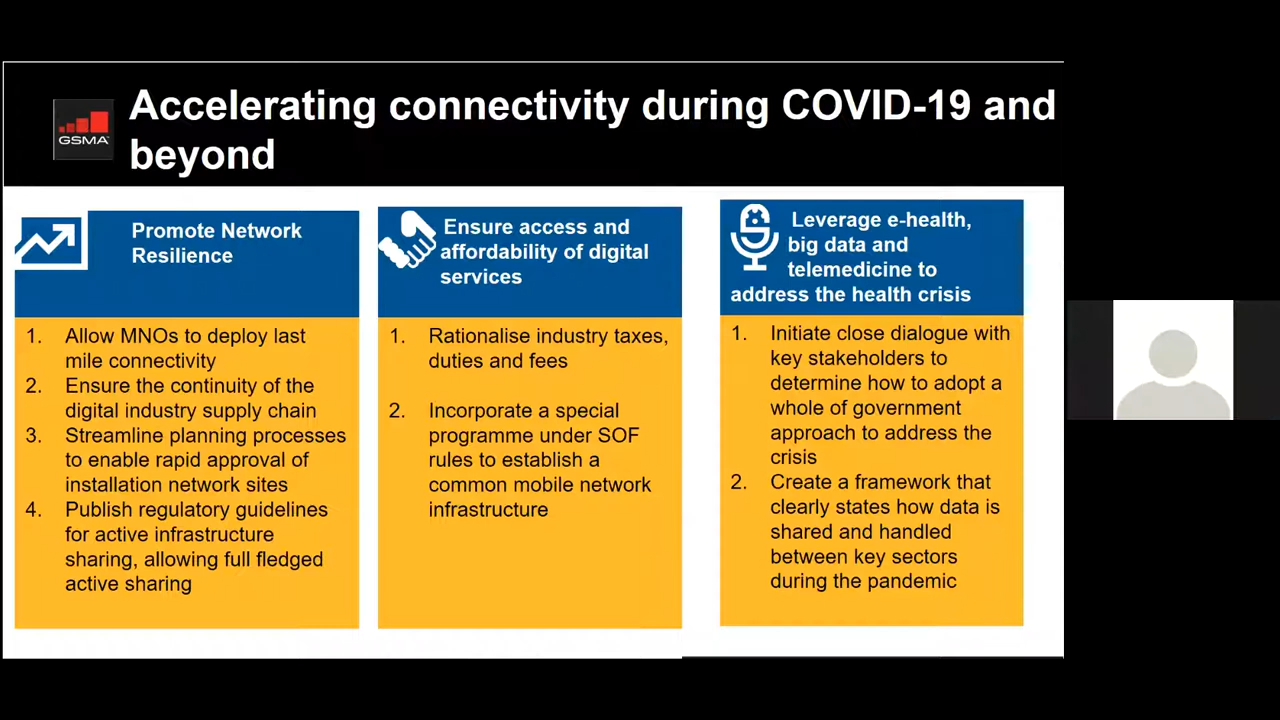 Accelerating connectivity during COVID-19 and
beyond
GSMA™
Promote Network
Resilience
1. Allow MNOs to deploy last
mile connectivity
2. Ensure the continuity of the
digital industry supply chain
3. Streamline planning processes
to enable rapid approval of
installation network sites
4. Publish regulatory guidelines
for active infrastructure
sharing, allowing full fledged
active sharing
Ensure access and
affordability of digital
services
1. Rationalise industry taxes,
duties and fees
2. Incorporate a special
programme under SOF
rules to establish a
common mobile network
infrastructure
Leverage e-health,
big data and
telemedicine to
address the health crisis
1. Initiate close dialogue with
key stakeholders to
determine how to adopt a
whole of government
approach to address the
crisis
2. Create a framework that
clearly states how data is
shared and handled
between key sectors
during the pandemic